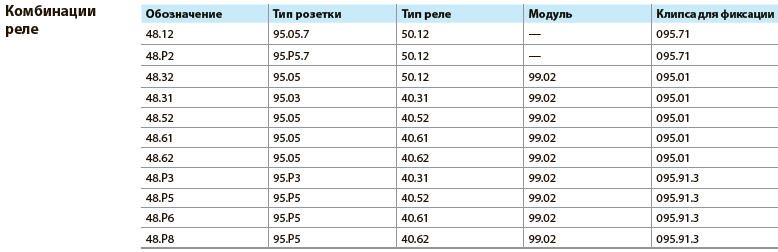 Комбинации
реле
Обозначение Тип розетки Тип реле Модуль Клипса для фиксации
48.12 95.05.7 50.12 — 095.71
48.P2 95.P5.7 50.12 — 095.71
48.32 95.05 50.12 99.02 095.01
48.31 95.03 40.31 99.02 095.01
48.52 95.05 40.52 99.02 095.01
48.61 95.05 40.61 99.02 095.01
48.62 95.05 40.62 99.02 095.01
48.P3 95.P3 40.31 99.02 095.91.3
48.P5 95.P5 40.52 99.02 095.91.3
48.P6 95.P5 40.61 99.02 095.91.3
48.P8 95.P5 40.62 99.02 095.91.3